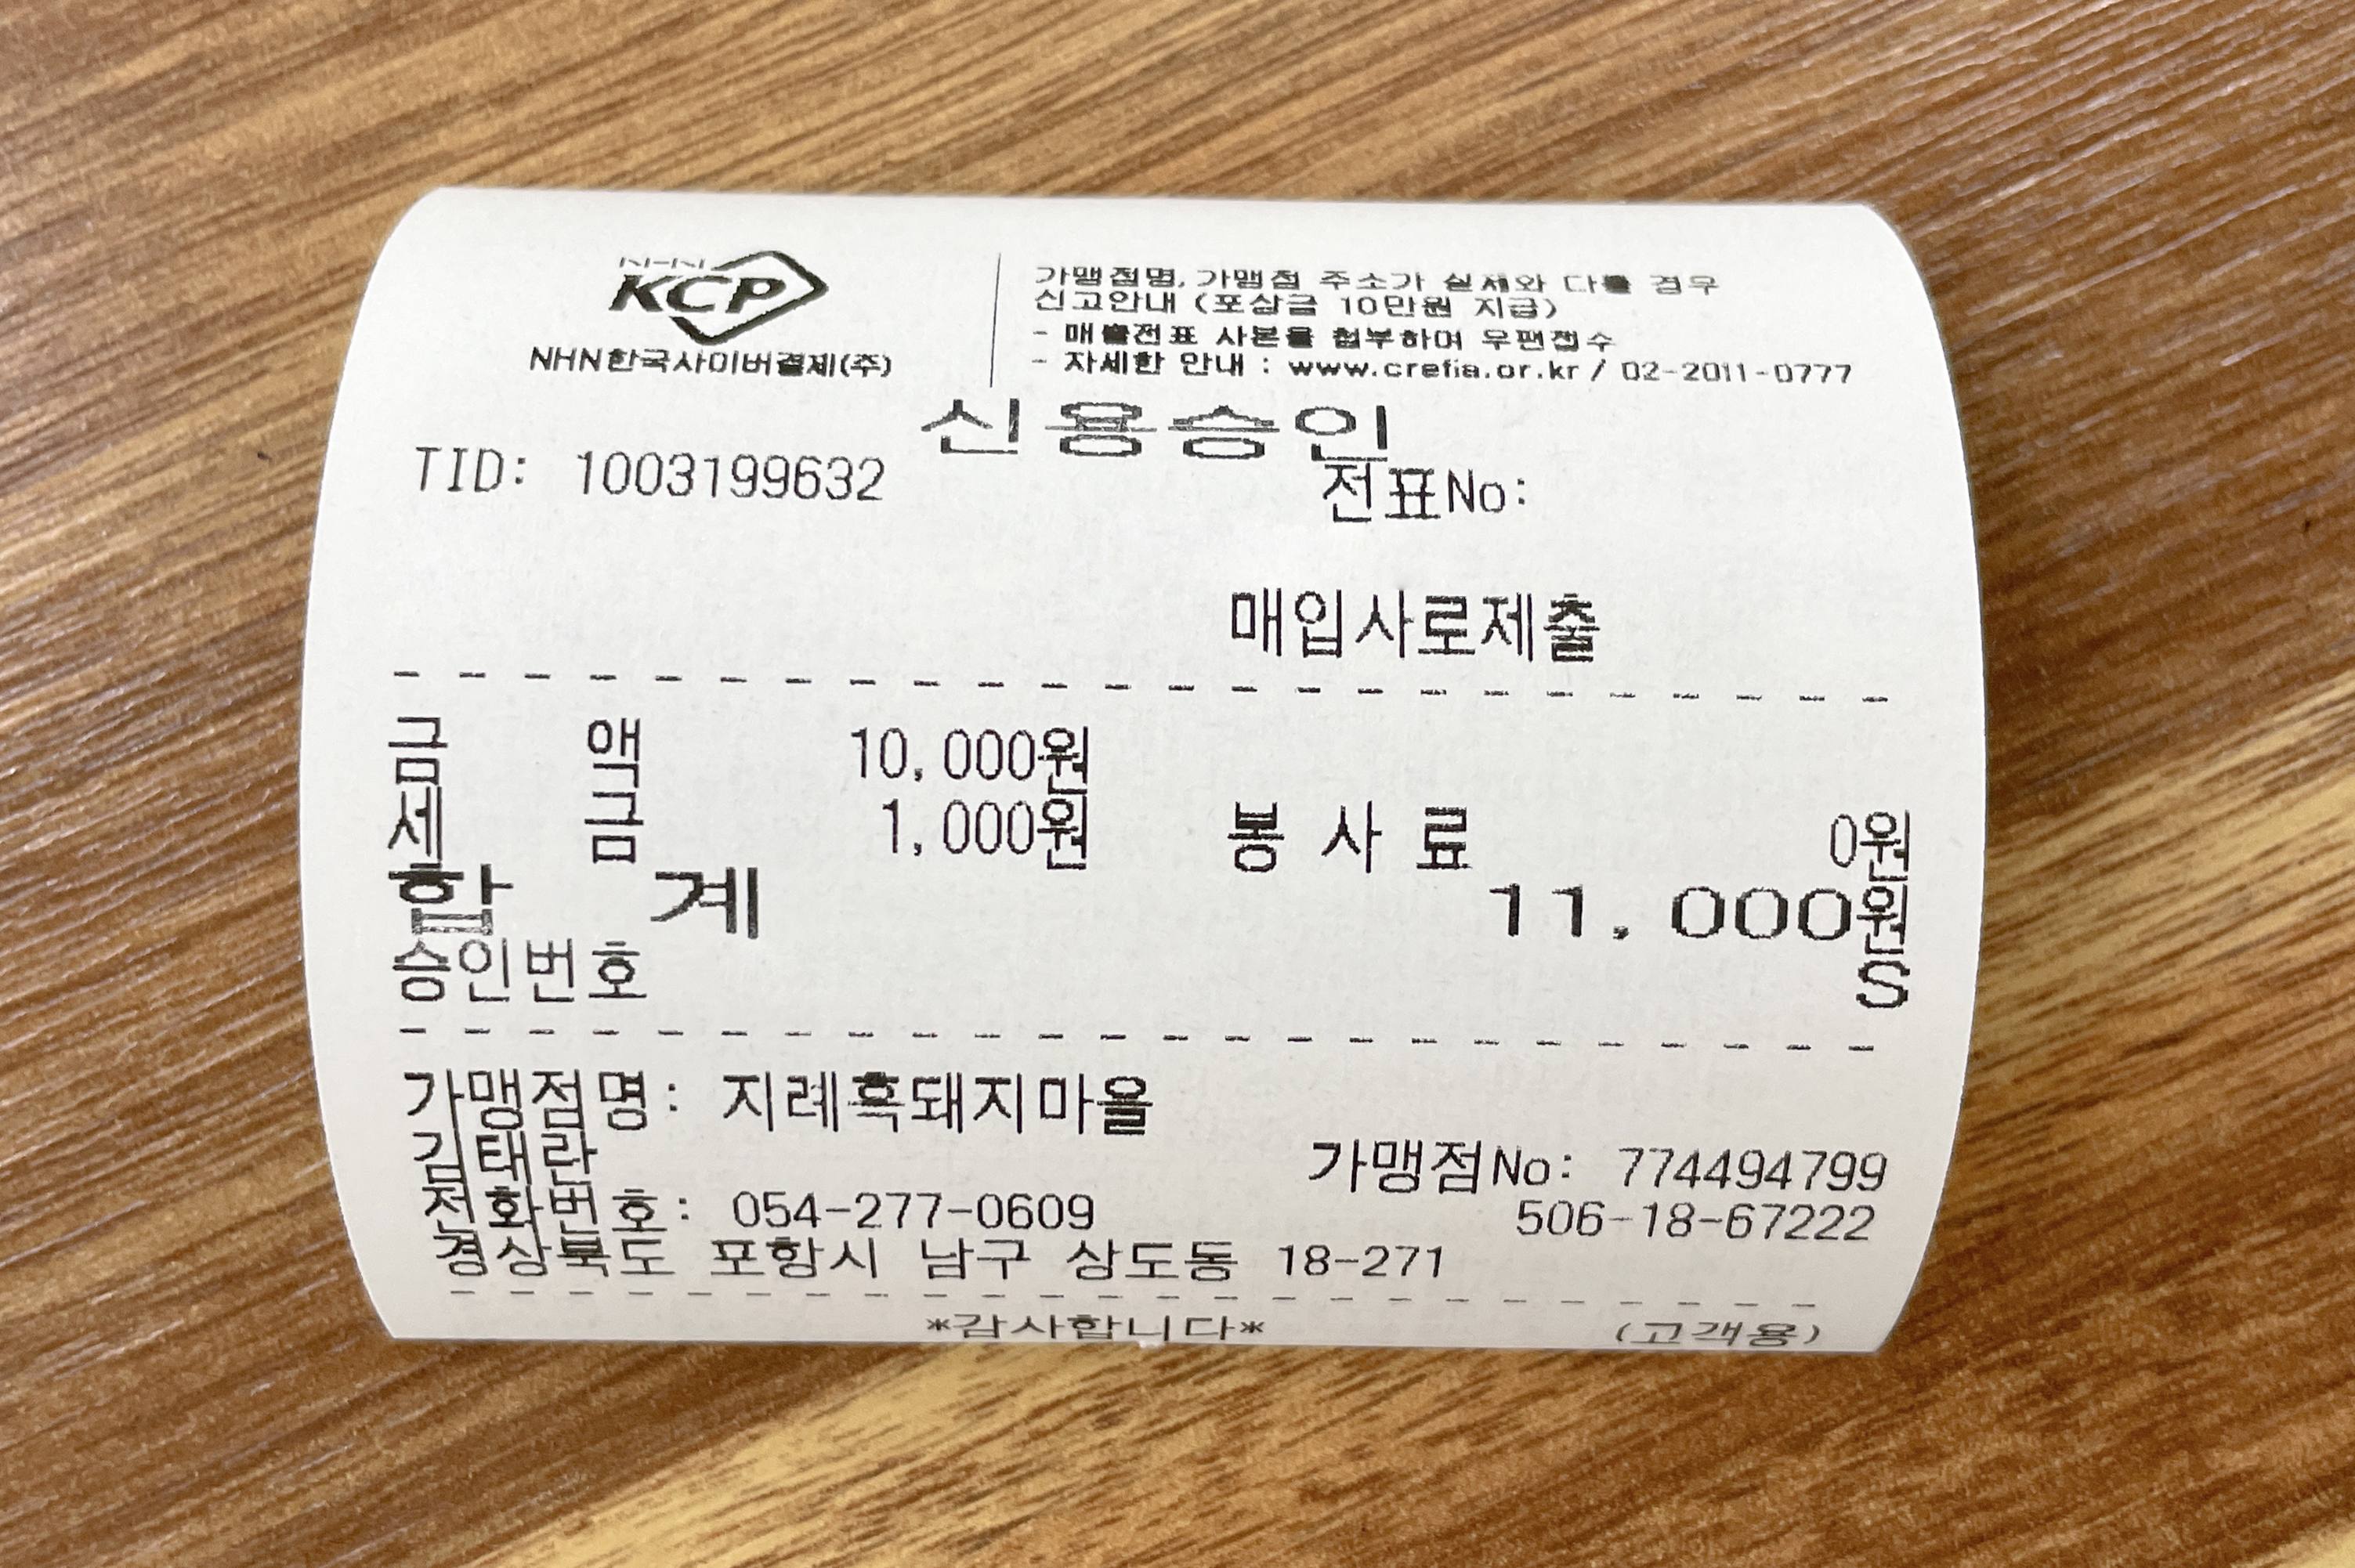 NHN
KCP
NHN한국사이버결제(주)
가맹점명, 가맹점 주소가 실제와 다를 경우
신고안내 (포상금 10만원 지급)
- 매출전표 사본을 첨부하여 우편접수
- 자세한 안내 : www.crefia.or.kr / 02-2011-0777
신용승인
TID: 1003199632 전표No:
매입사로제출
금 액 10,000원
세 금 1,000원 봉 사 료 0원
합 계 11,000원
승인번호 S
가맹점명: 지례흑돼지마을
김태란 가맹점No: 774494799
전화번호: 054-277-0609 506-18-67222
경상북도 포항시 남구 상도동 18-271
*감사합니다* (고객용)